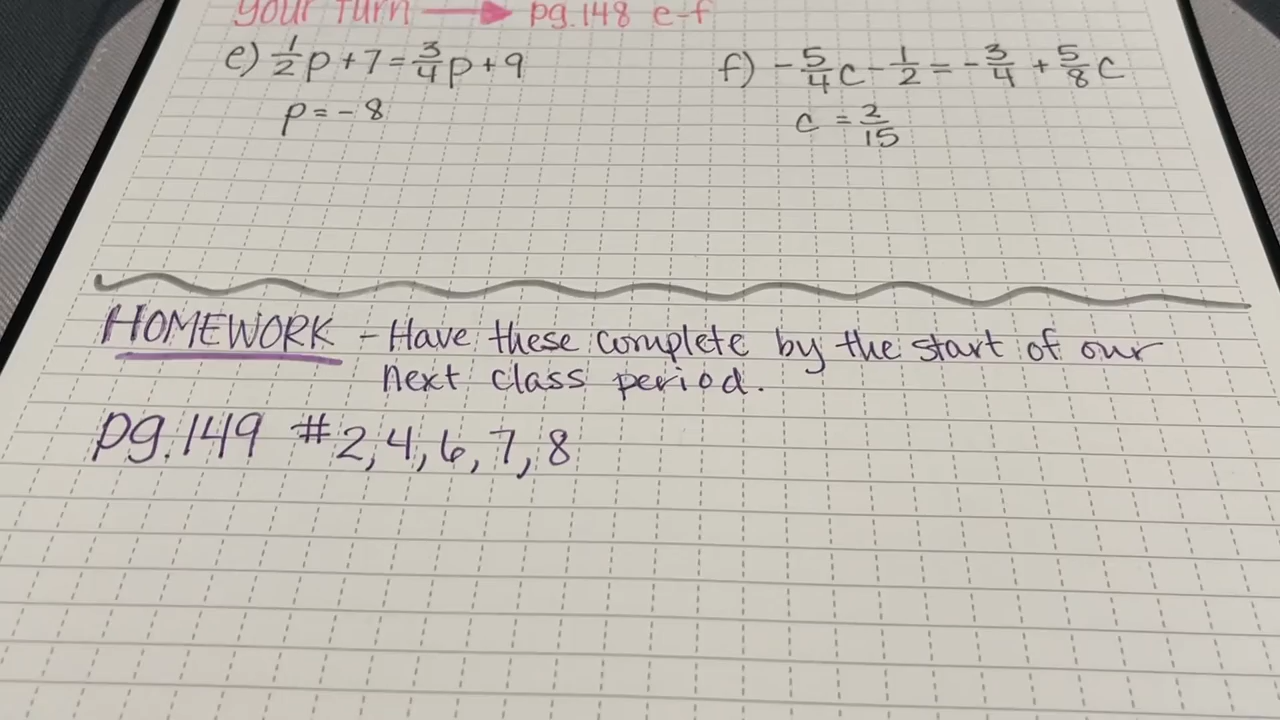 your turn → pg.148 e-f
e) 1/2 p + 7 = 3/4 p + 9
p = - 8
f) - 5/4 c - 1/2 = - 3/4 + 5/8 c
c = 2/15
HOMEWORK - Have these complete by the start of our
next class period.
pg.149 #2,4,6,7,8